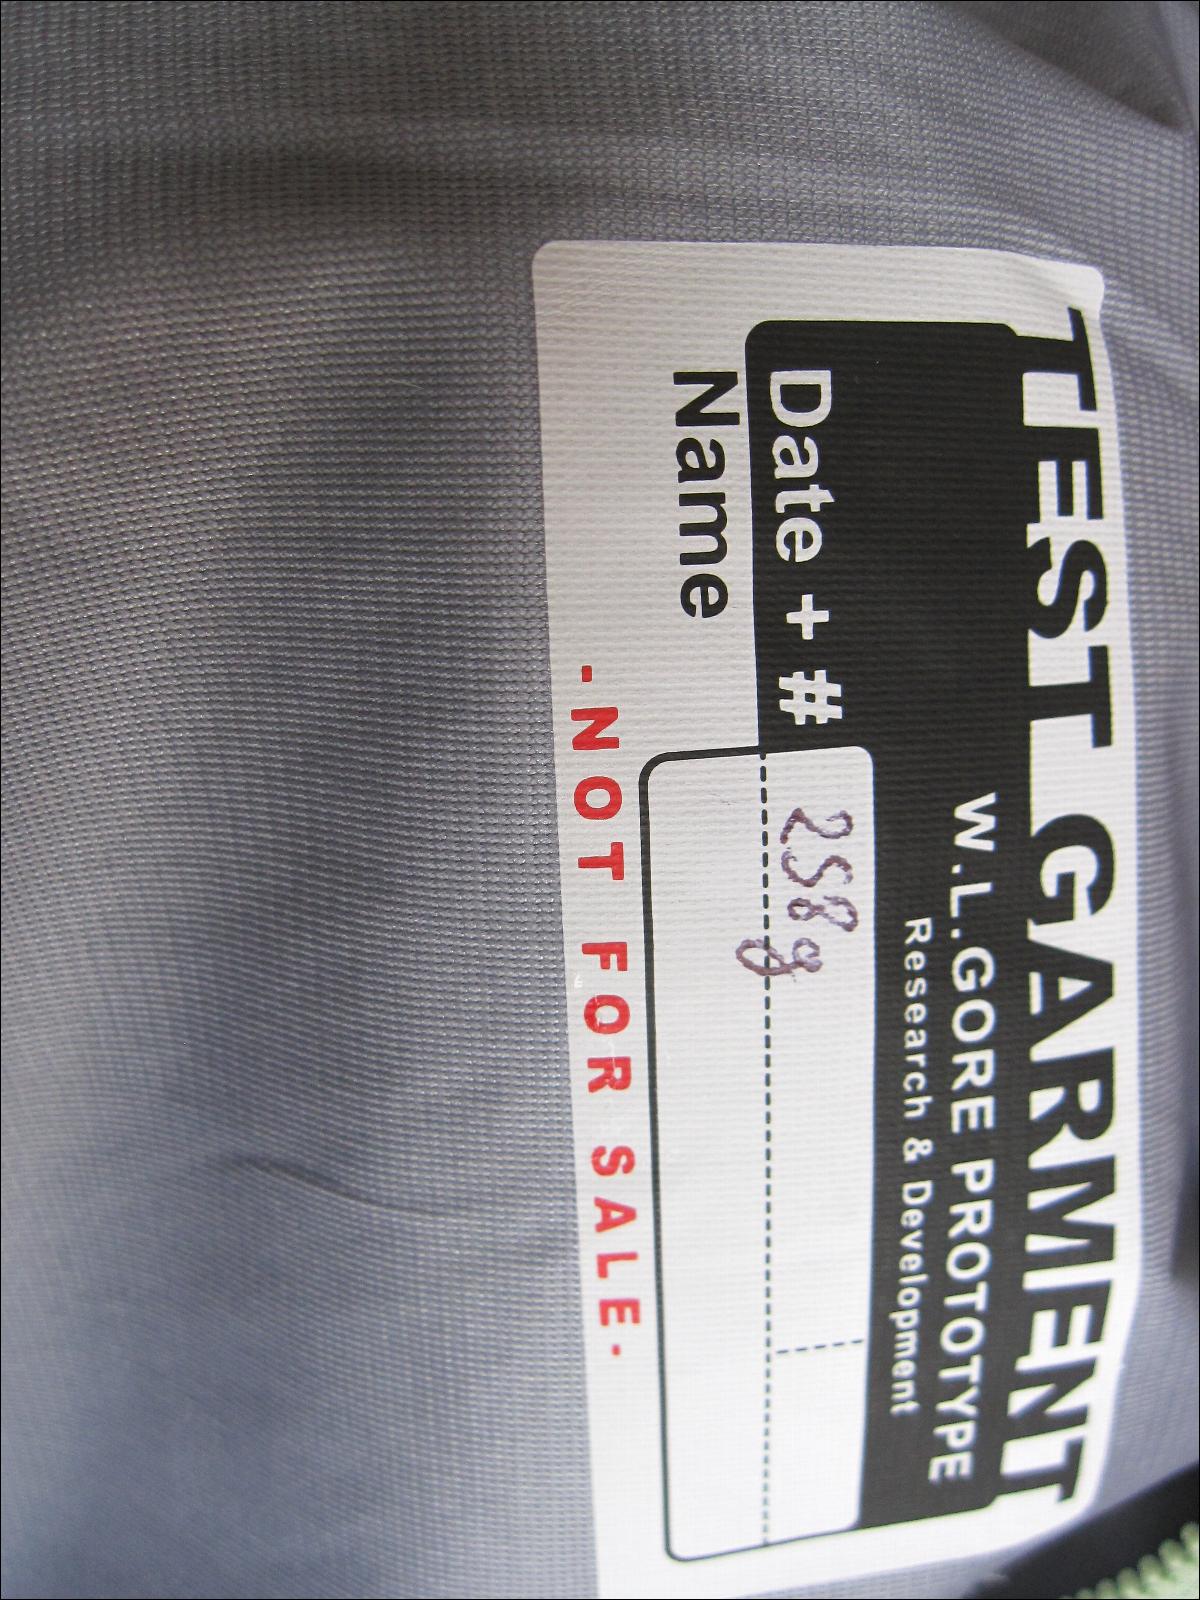 TEST GARMENT
W.L.GORE PROTOTYPE
Research & Development
Date + # 258g
Name
- NOT FOR SALE -